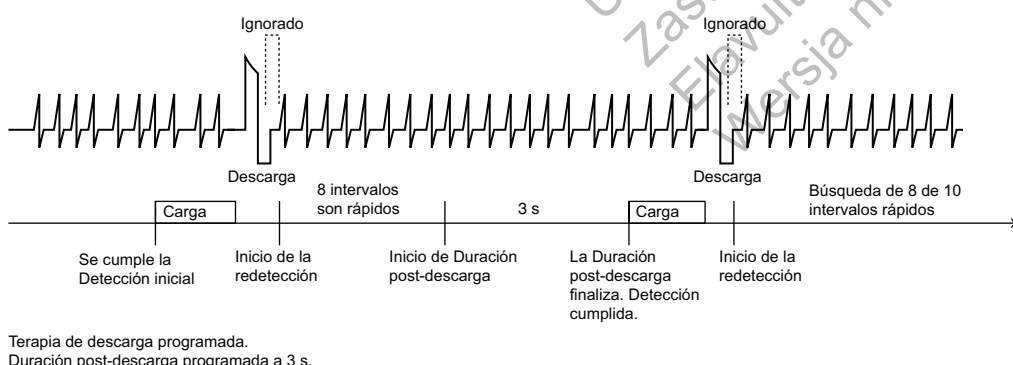 Ignorado
Ignorado
Descarga
Descarga
Carga
8 intervalos
son rápidos
3 s
Carga
Búsqueda de 8 de 10
intervalos rápidos
Se cumple la
Detección inicial
Inicio de la
redetección
Inicio de Duración
post-descarga
La Duración
post-descarga
finaliza. Detección
cumplida.
Inicio de la
redetección
Terapia de descarga programada.
Duración post-descarga programada a 3 s.